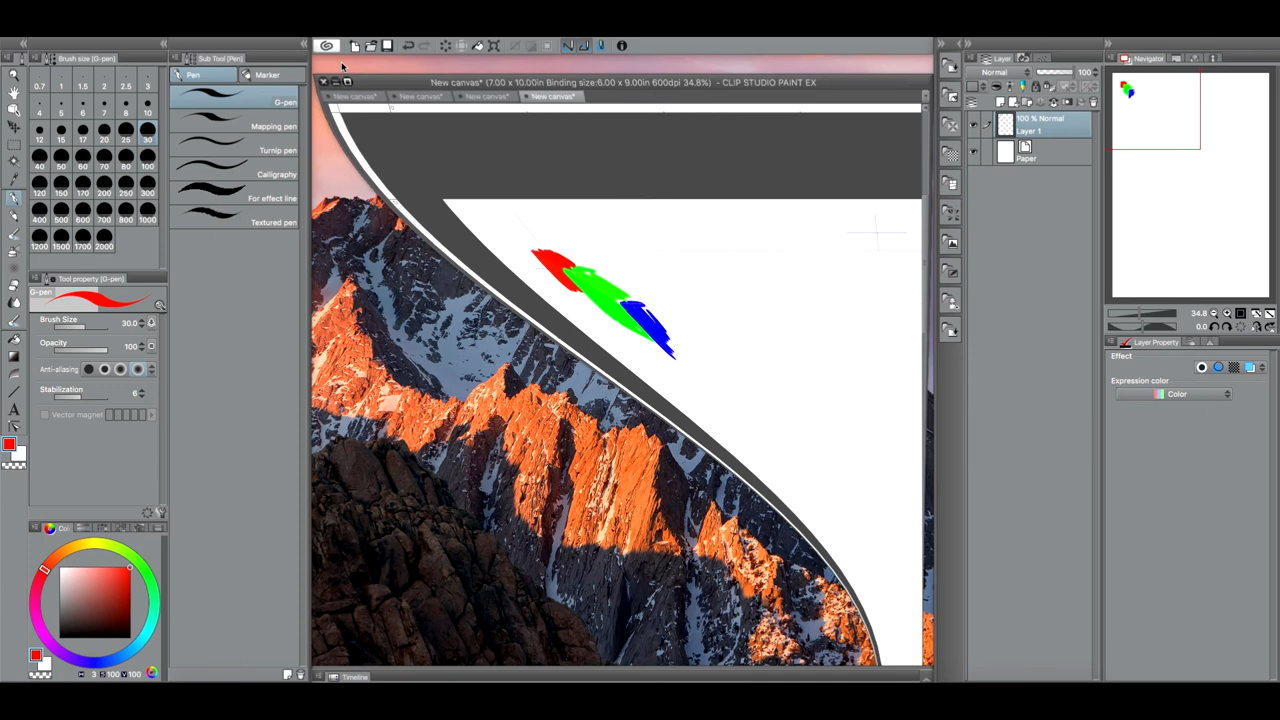 Brush size [G-pen]
Sub Tool [Pen]
Layer
Navigator
Pen
Marker
Normal
100
New canvas* (7.00 x 10.00in Binding size:6.00 x 9.00in 600dpi 34.8%) - CLIP STUDIO PAINT EX
0.7 1 1.5 2 2.5 3
New canvas* New canvas* New canvas* New canvas*
G-pen
4 5 6 7 8 10
100 % Normal
Layer 1
Mapping pen
12 15 17 20 25 30
Turnip pen
Paper
40 50 60 70 80 100
Calligraphy
120 150 170 200 250 300
For effect line
400 500 600 700 800 1000
Textured pen
1200 1500 1700 2000
Tool property [G-pen]
G-pen
34.8
Brush Size 30.0
0.0
Opacity 100
Layer Property
Effect
Anti-aliasing
Expression color
Stabilization 6
Color
Vector magnet
A
H 3 S 100 V 100
Timeline